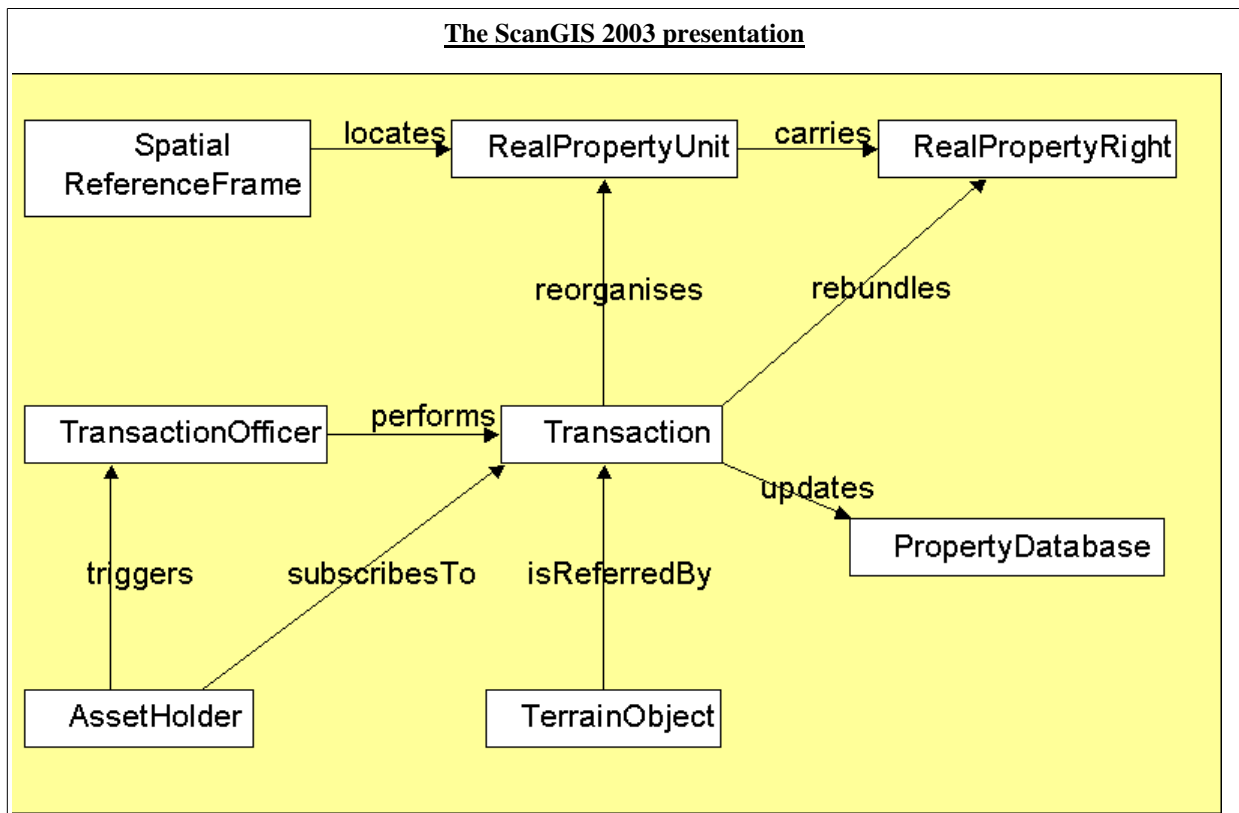 The ScanGIS 2003 presentation
Spatial
ReferenceFrame
locates
RealPropertyUnit
carries
RealPropertyRight
reorganises
rebundles
TransactionOfficer
performs
Transaction
updates
PropertyDatabase
triggers
subscribesTo
isReferredBy
AssetHolder
TerrainObject